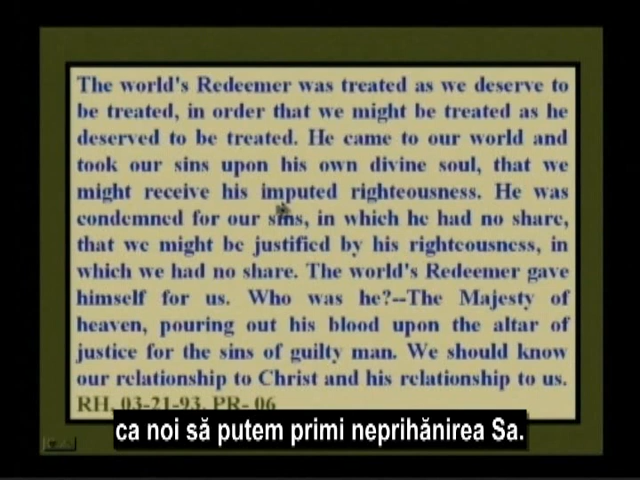 The world's Redeemer was treated as we deserve to
be treated, in order that we might be treated as he
deserved to be treated. He came to our world and
took our sins upon his own divine soul, that we
might receive his imputed righteousness. He was
condemned for our sins, in which he had no share,
that we might be justified by his righteousness, in
which we had no share. The world's Redeemer gave
himself for us. Who was he?--The Majesty of
heaven, pouring out his blood upon the altar of
justice for the sins of guilty man. We should know
our relationship to Christ and his relationship to us.
RH, 03-21-93, PR- 06
ca noi să putem primi neprihănirea Sa.